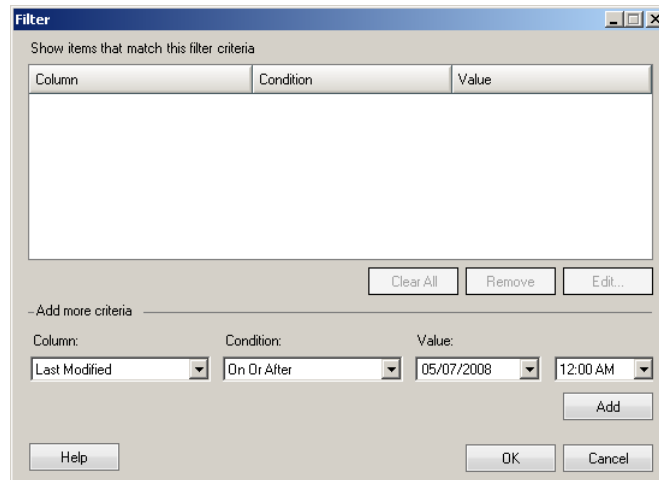 Filter
Show items that match this filter criteria
Column Condition Value
Clear All Remove Edit...
Add more criteria
Column: Condition: Value:
Last Modified On Or After 05/07/2008 12:00 AM
Add
Help OK Cancel